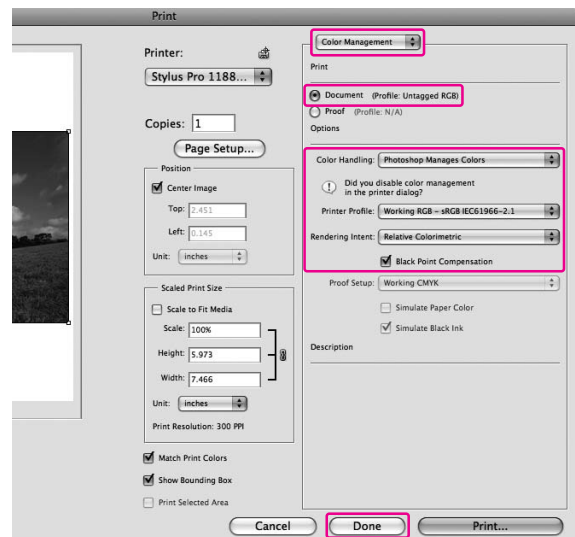 Print
Printer:
Stylus Pro 1188...
Copies: 1
Page Setup...
Position
Center Image
Top: 2.451
Left: 0.145
Unit: inches
Scaled Print Size
Scale to Fit Media
Scale: 100%
Height: 5.973
Width: 7.466
Unit: inches
Print Resolution: 300 PPI
Match Print Colors
Show Bounding Box
Print Selected Area
Color Management
Print
Document (Profile: Untagged RGB)
Proof (Profile: N/A)
Options
Color Handling: Photoshop Manages Colors
Did you disable color management
in the printer dialog?
Printer Profile: Working RGB - sRGB IEC61966-2.1
Rendering Intent: Relative Colorimetric
Black Point Compensation
Proof Setup: Working CMYK
Simulate Paper Color
Simulate Black Ink
Description
Cancel
Done
Print...